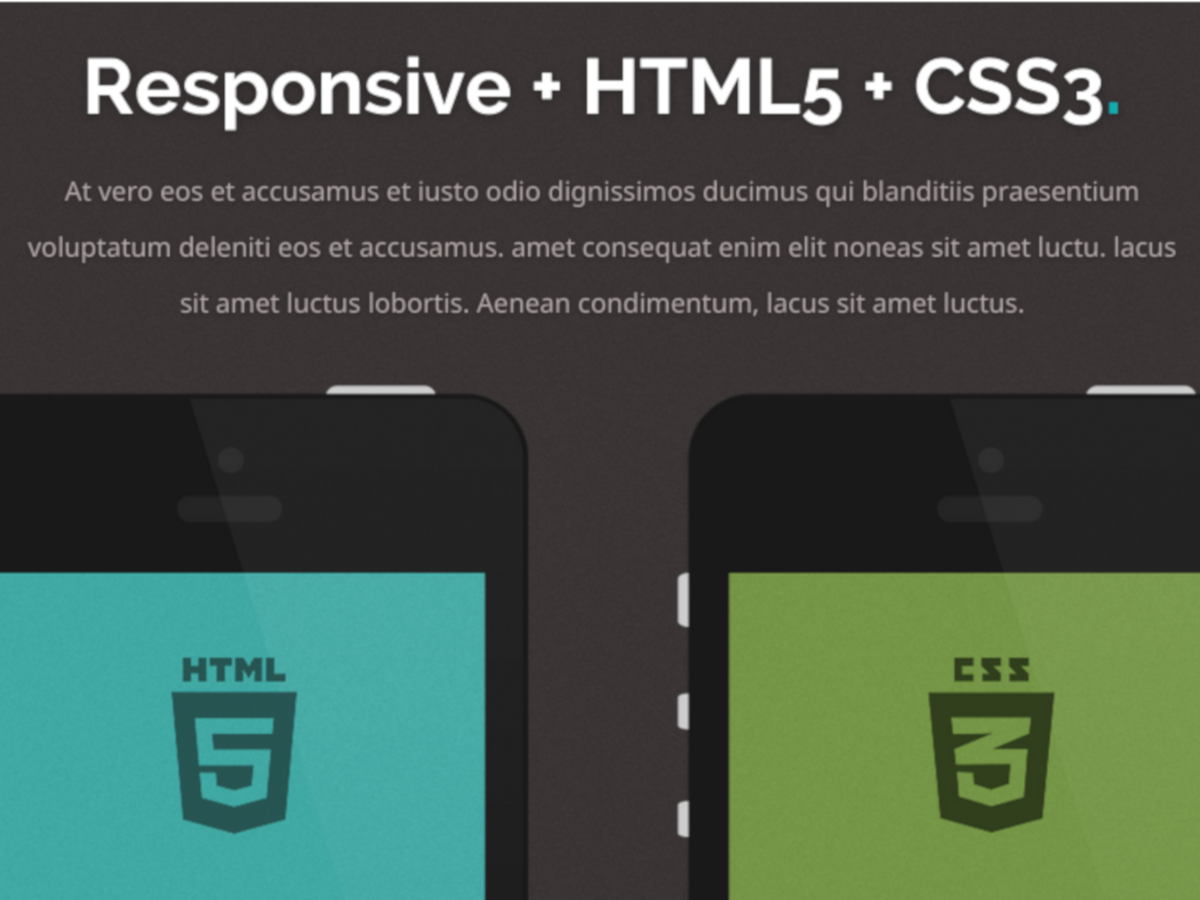 Responsive + HTML5 + CSS3.
At vero eos et accusamus et iusto odio dignissimos ducimus qui blanditiis praesentium
voluptatum deleniti eos et accusamus. amet consequat enim elit noneas sit amet luctu. lacus
sit amet luctus lobortis. Aenean condimentum, lacus sit amet luctus.
HTML
5
CSS
3